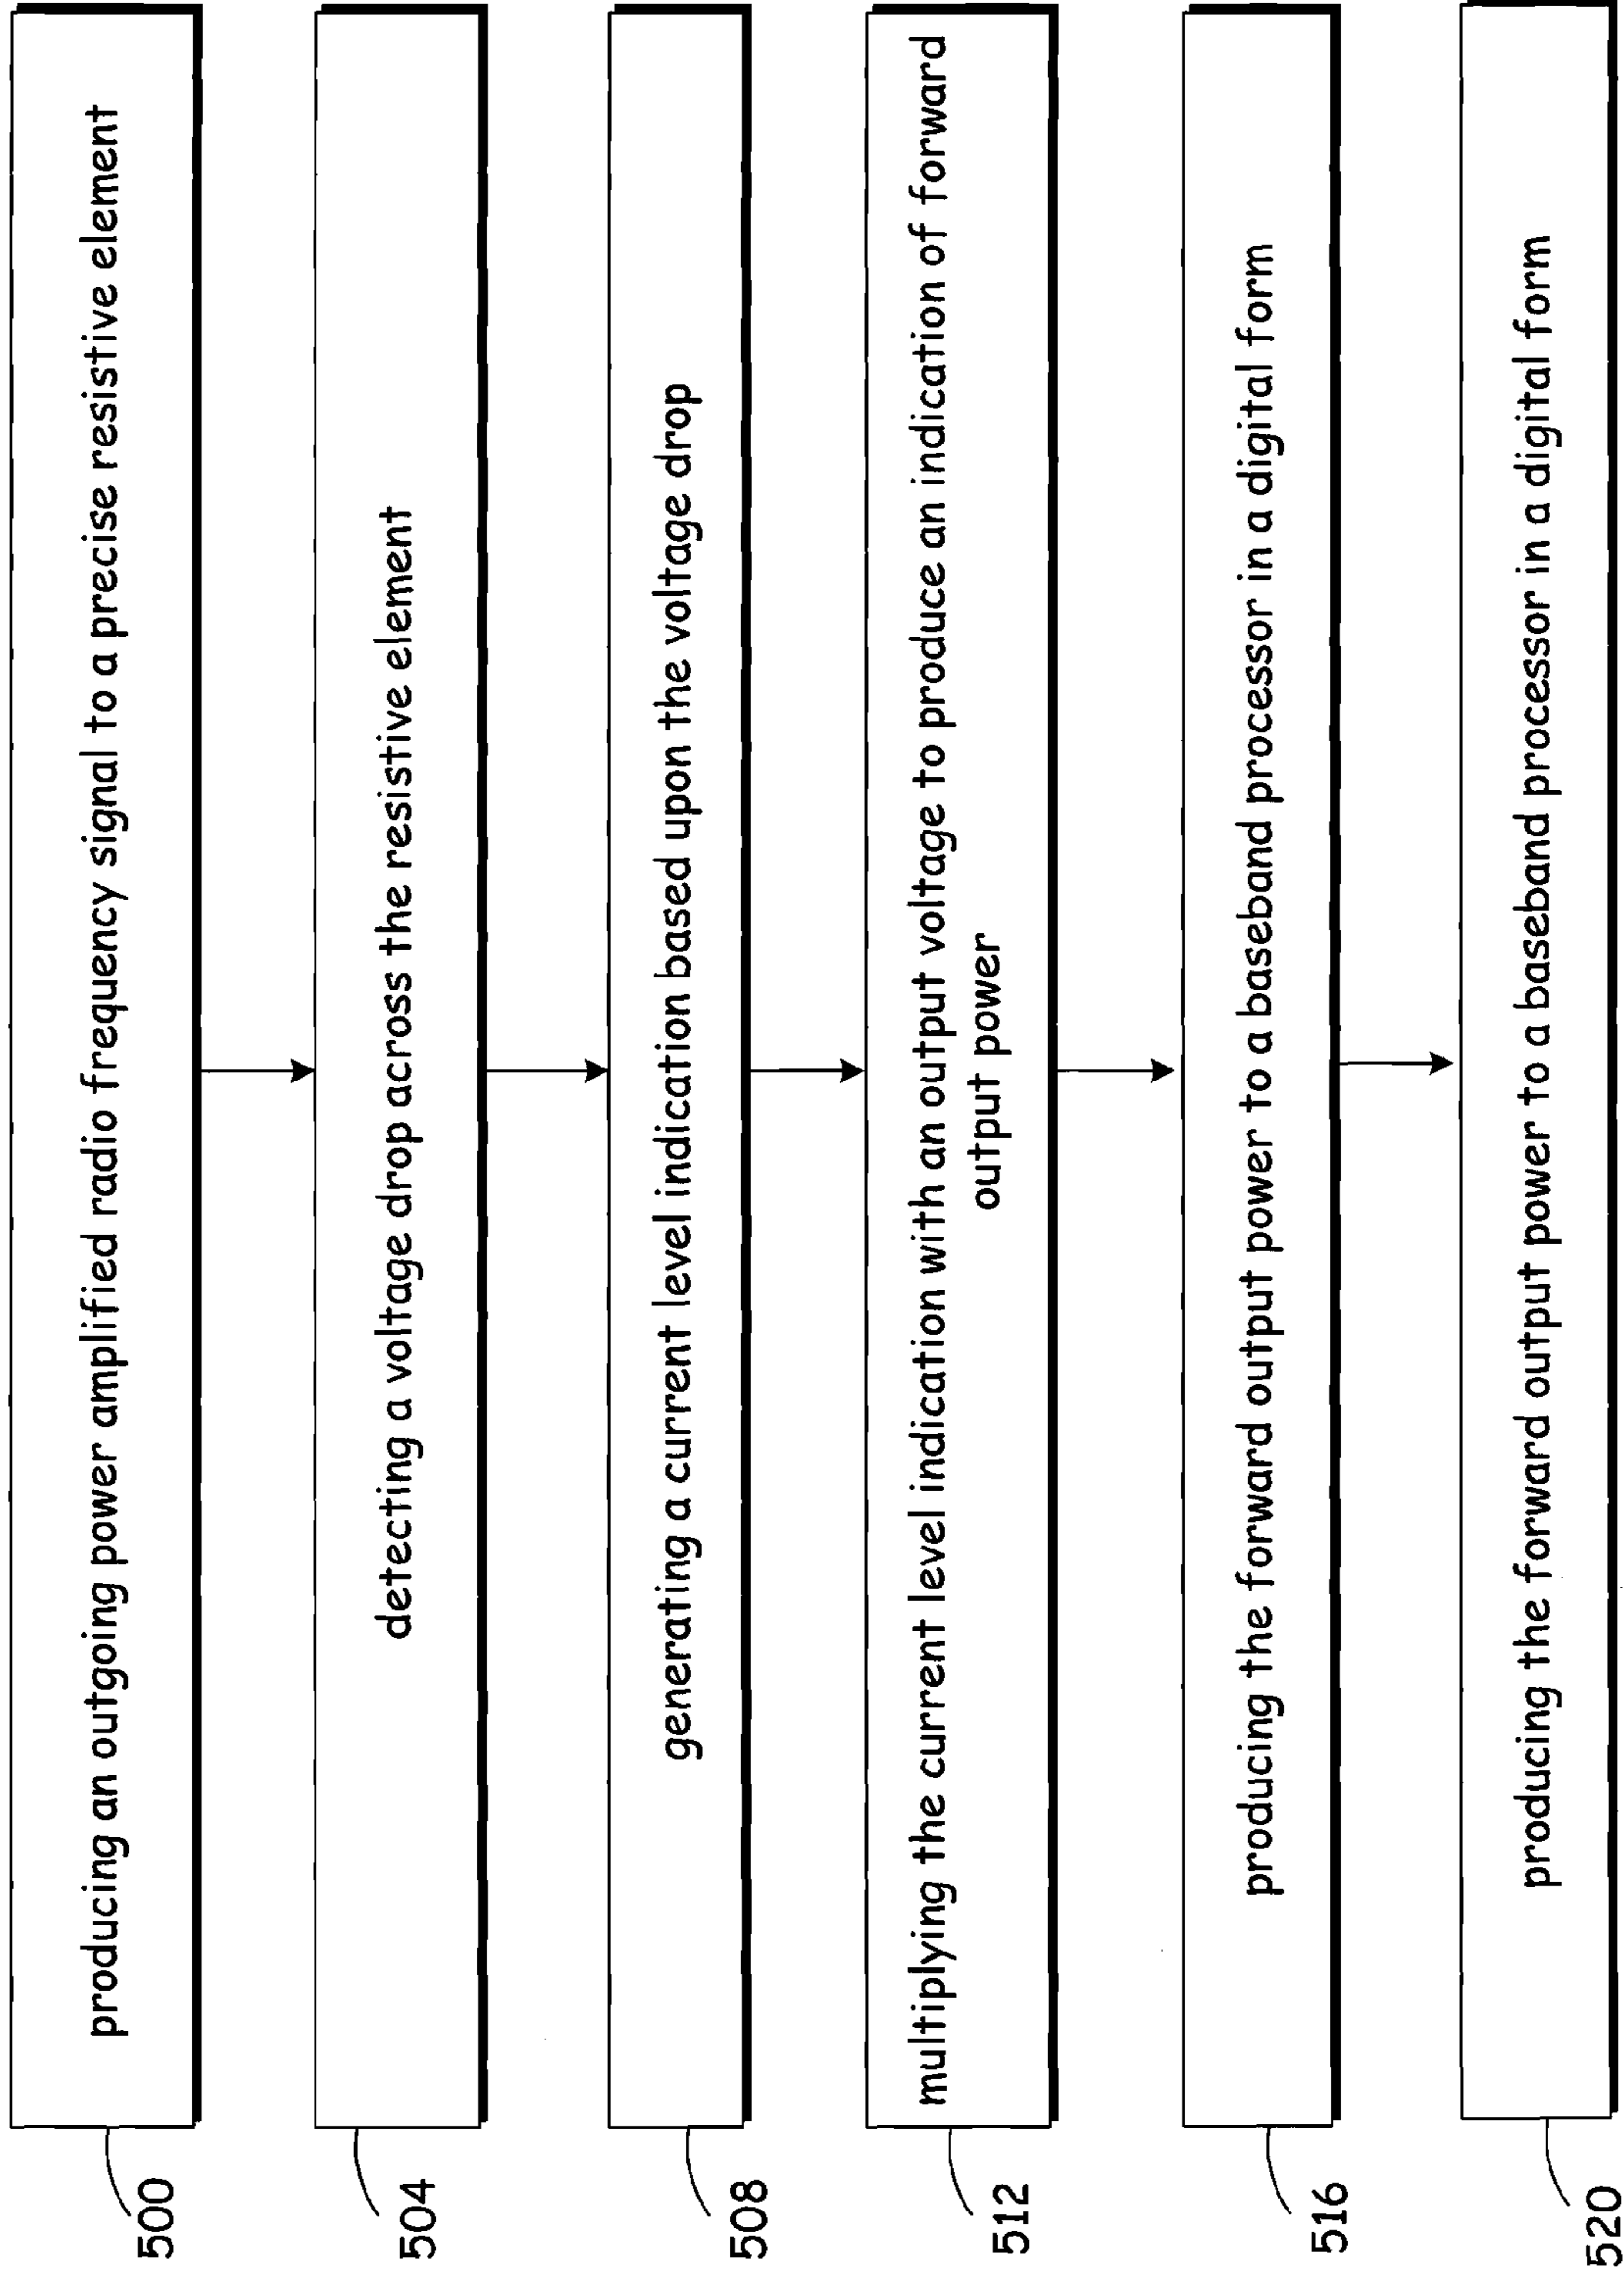 producing an outgoing power amplified radio frequency signal to a precise resistive element
500
detecting a voltage drop across the resistive element
504
generating a current level indication based upon the voltage drop
508
multiplying the current level indication with an output voltage to produce an indication of forward
output power
512
producing the forward output power to a baseband processor in a digital form
516
producing the forward output power to a baseband processor in a digital form
520